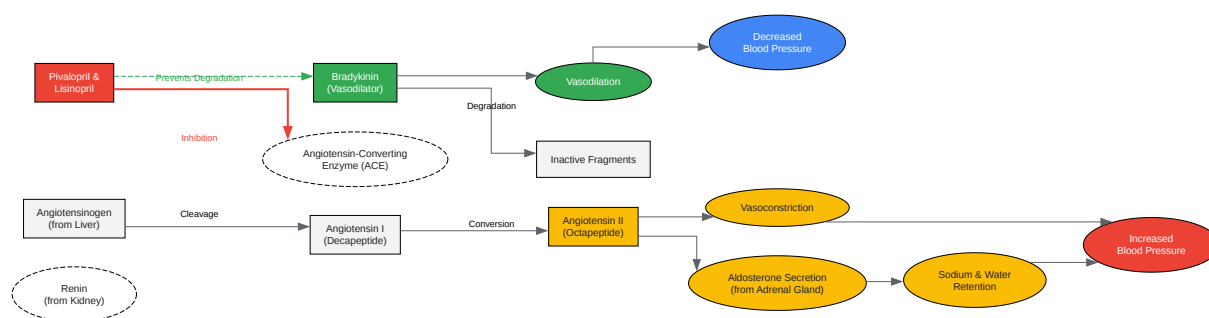 Decreased
Blood Pressure
Pivalopril &
Lisinopril
Prevents Degradation
Bradykinin
(Vasodilator)
Vasodilation
Degradation
Inhibition
Angiotensin-Converting
Enzyme (ACE)
Inactive Fragments
Angiotensinogen
(from Liver)
Cleavage
Angiotensin I
(Decapeptide)
Conversion
Angiotensin II
(Octapeptide)
Vasoconstriction
Increased
Blood Pressure
Renin
(from Kidney)
Aldosterone Secretion
(from Adrenal Gland)
Sodium & Water
Retention